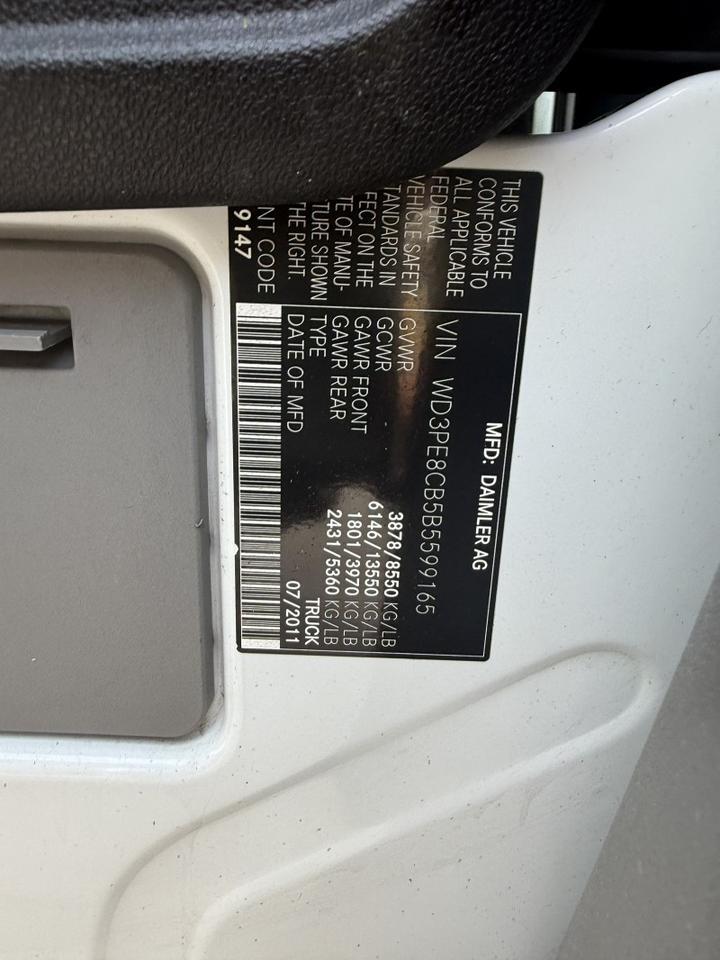 THIS VEHICLE
CONFORMS TO
ALL APPLICABLE
FEDERAL
VEHICLE SAFETY
TANDARDS IN
FECT ON THE
TE OF MANU-
TURE SHOWN
THE RIGHT.
NT CODE
9147
MFD: DAIMLER AG
VIN WD3PE8CB5B5599165
GVWR 3878/8550 KG/LB
GCWR 6146/13550 KG/LB
GAWR FRONT 1801/3970 KG/LB
GAWR REAR 2431/5360 KG/LB
TYPE TRUCK
DATE OF MFD 07/2011